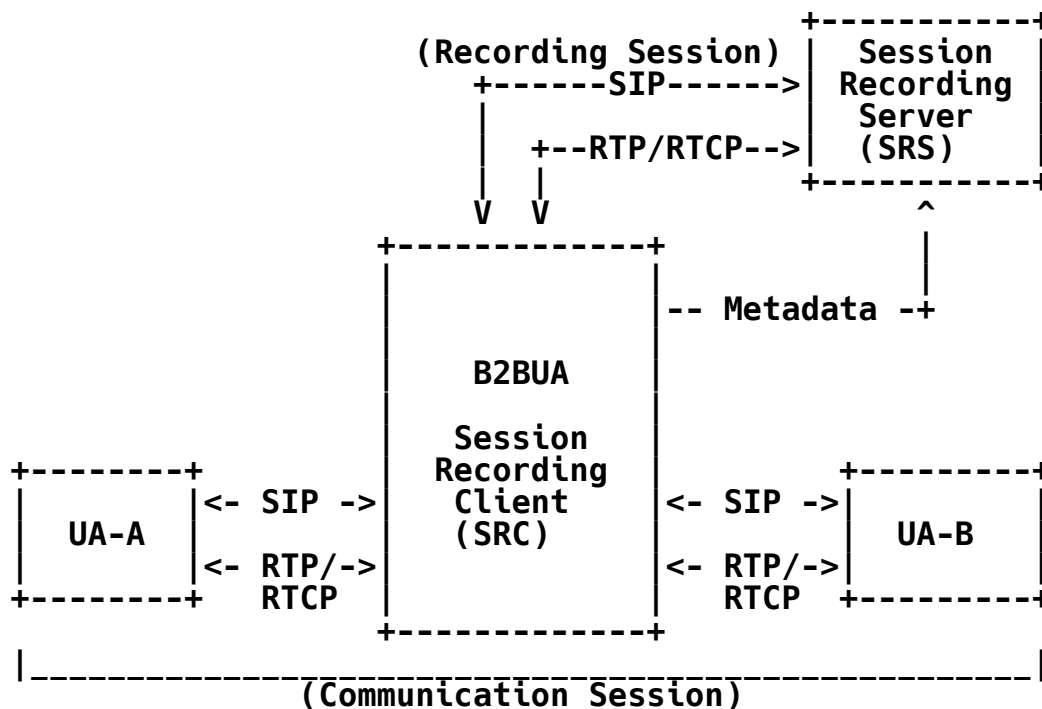 +-----------+
                     (Recording Session) |  Session  |
                        +------SIP------>| Recording |
                        |                |  Server   |
                        |  +--RTP/RTCP-->|  (SRS)    |
                        |  |             +-----------+
                        V  V                   ^
                   +-------------+             |
                   |             |             |
                   |             |-- Metadata -+
                   |             |
                   |    B2BUA    |
                   |             |
                   |   Session   |
+--------+         |  Recording  |         +---------+
|        |<- SIP ->|   Client    |<- SIP ->|         |
|  UA-A  |         |   (SRC)     |         |  UA-B   |
|        |<- RTP/->|             |<- RTP/->|         |
+--------+   RTCP  |             |   RTCP  +---------+
                   +-------------+
|____________________________________________________|
               (Communication Session)